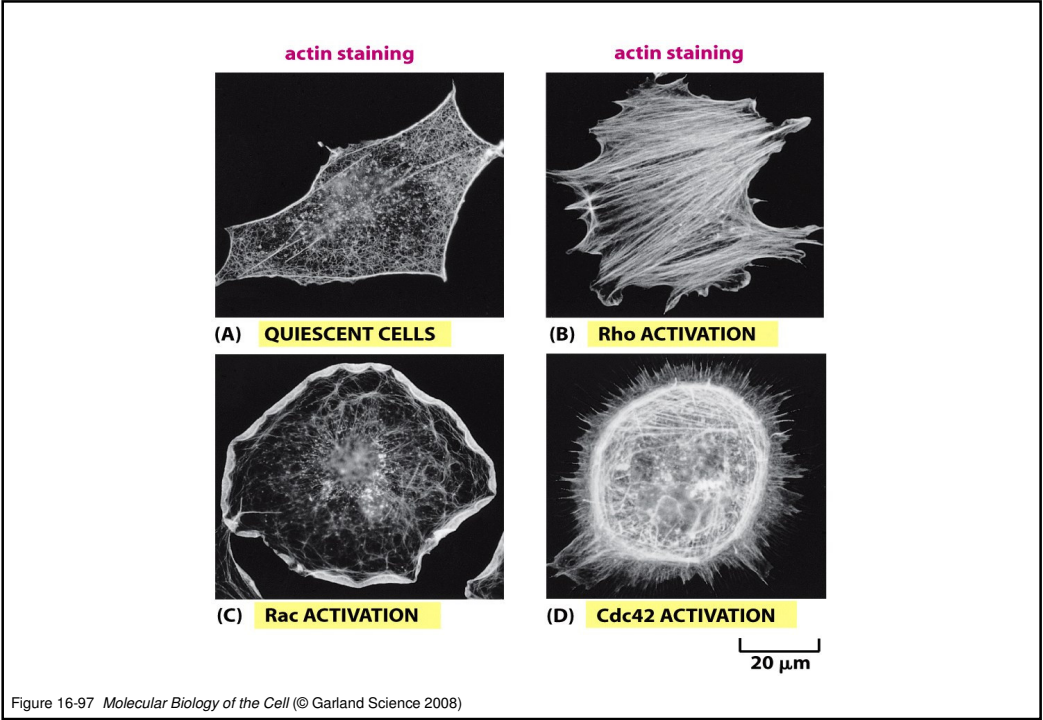 actin staining
actin staining
(A) QUIESCENT CELLS
(B) Rho ACTIVATION
(C) Rac ACTIVATION
(D) Cdc42 ACTIVATION
20 μm
Figure 16-97 Molecular Biology of the Cell (© Garland Science 2008)